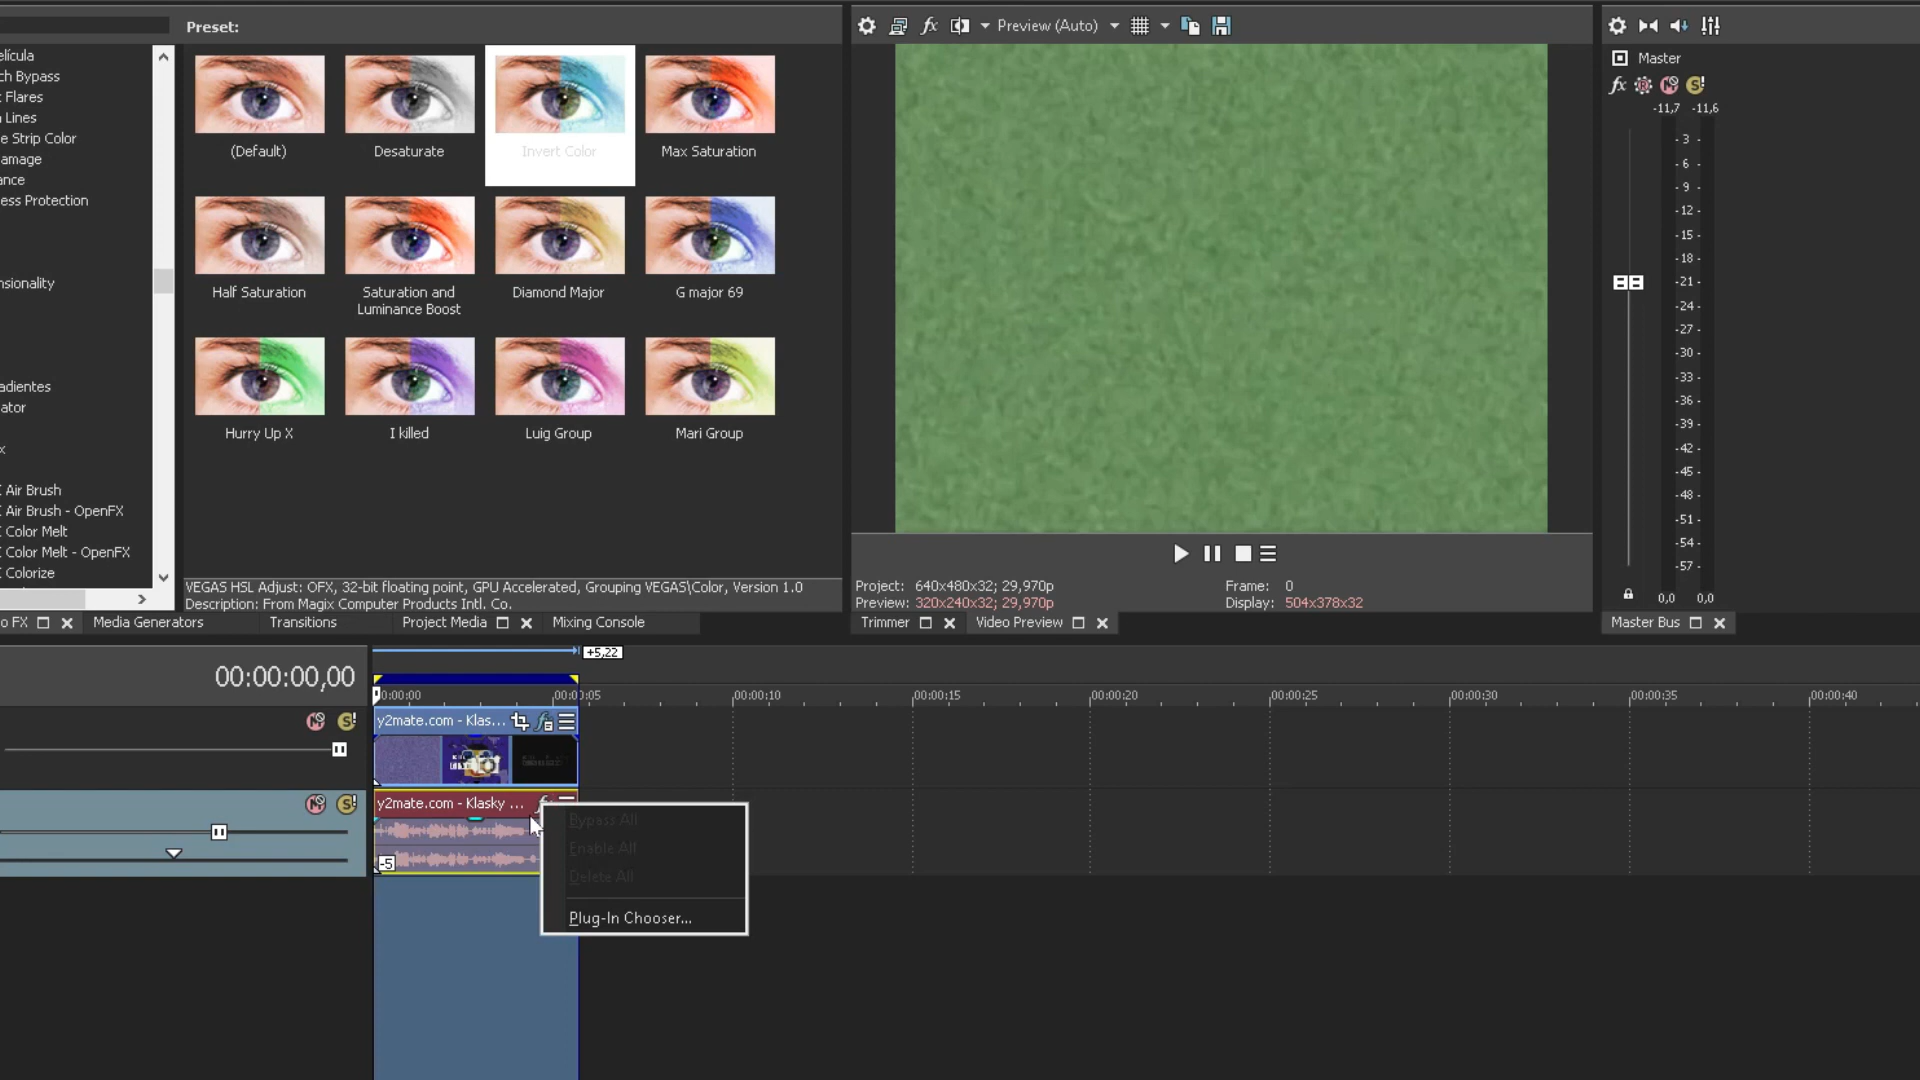 Preset:
elícula
ch Bypass
Flares
Lines
e Strip Color
amage
ance
ess Protection
nsionality
adientes
ator
x
Air Brush
Air Brush - OpenFX
Color Melt
Color Melt - OpenFX
Colorize
(Default)
Desaturate
Invert Color
Max Saturation
Half Saturation
Saturation and
Luminance Boost
Diamond Major
G major 69
Hurry Up X
I killed
Luig Group
Mari Group
VEGAS HSL Adjust: OFX, 32-bit floating point, GPU Accelerated, Grouping VEGAS\Color, Version 1.0
Description: From Magix Computer Products Intl. Co.
o FX
Media Generators
Transitions
Project Media
Mixing Console
fx
Preview (Auto)
Project: 640x480x32; 29,970p
Preview: 320x240x32; 29,970p
Frame: 0
Display: 504x378x32
Trimmer
Video Preview
Master
fx
-11,7 -11,6
- 3 -
- 6 -
- 9 -
- 12 -
- 15 -
- 18 -
- 21 -
- 24 -
- 27 -
- 30 -
- 33 -
- 36 -
- 39 -
- 42 -
- 45 -
- 48 -
- 51 -
- 54 -
- 57 -
0,0 0,0
Master Bus
00:00:00,00
+5,22
0:00:00
00:00:05
00:00:10
00:00:15
00:00:20
00:00:25
00:00:30
00:00:35
00:00:40
y2mate.com - Klas...
y2mate.com - Klasky ...
-5
Bypass All
Enable All
Delete All
Plug-In Chooser...